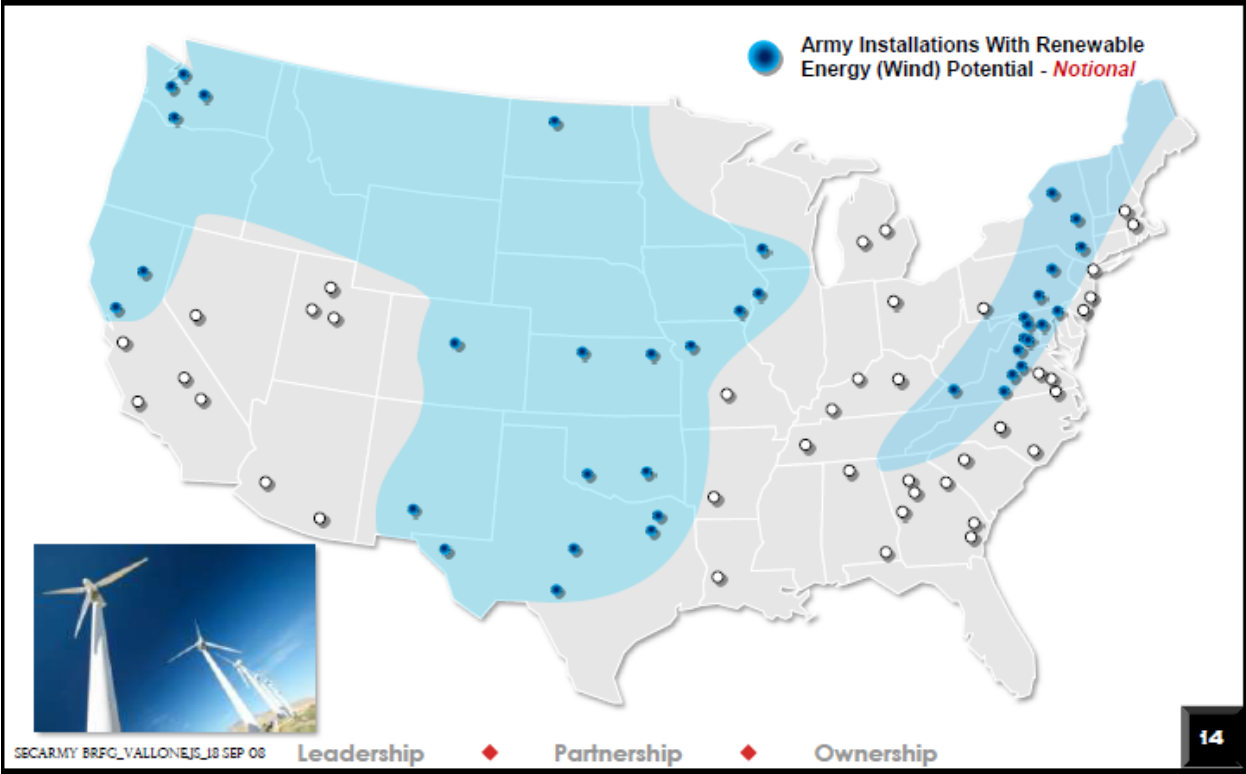 Army Installations With Renewable
Energy (Wind) Potential - Notional
SECARMY BRFG_VALLONEJS_18 SEP 08
Leadership ♦ Partnership ♦ Ownership
14